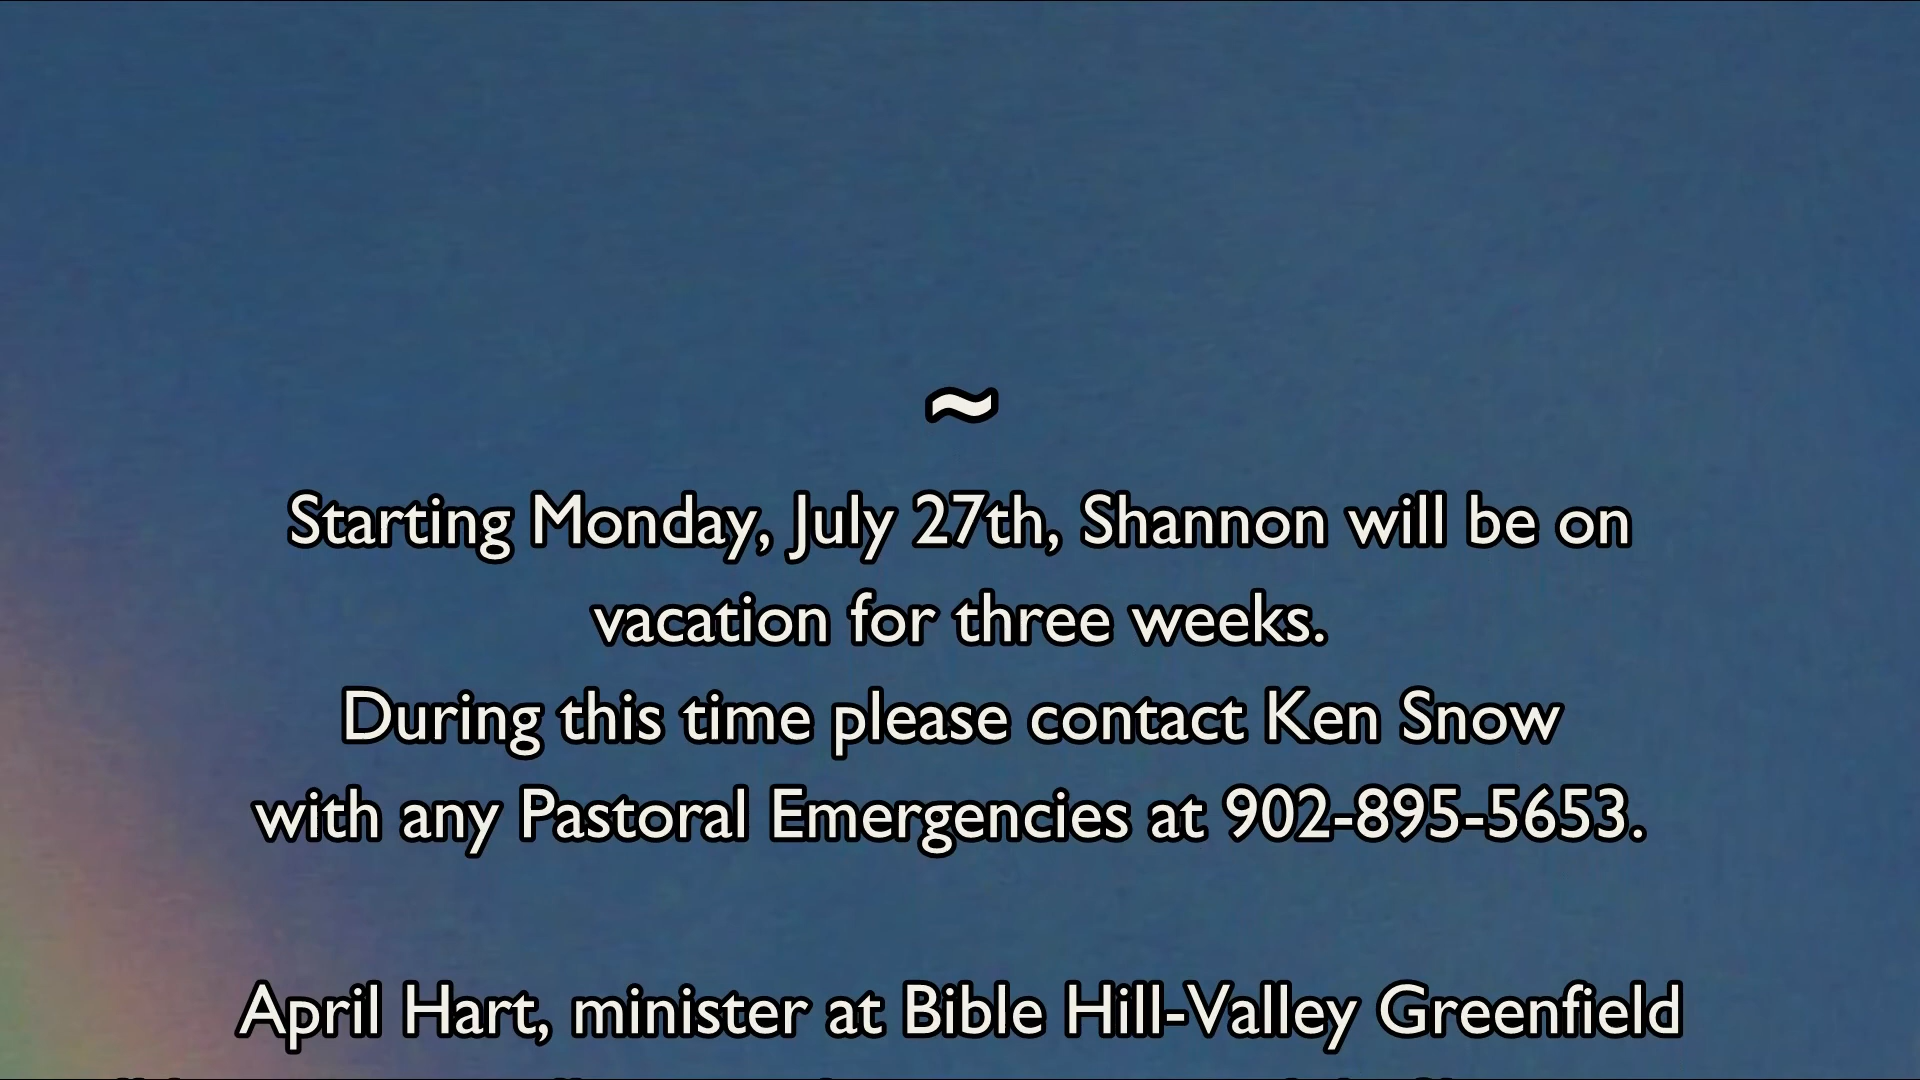 ~
Starting Monday, July 27th, Shannon will be on
vacation for three weeks.
During this time please contact Ken Snow
with any Pastoral Emergencies at 902-895-5653.
April Hart, minister at Bible Hill-Valley Greenfield